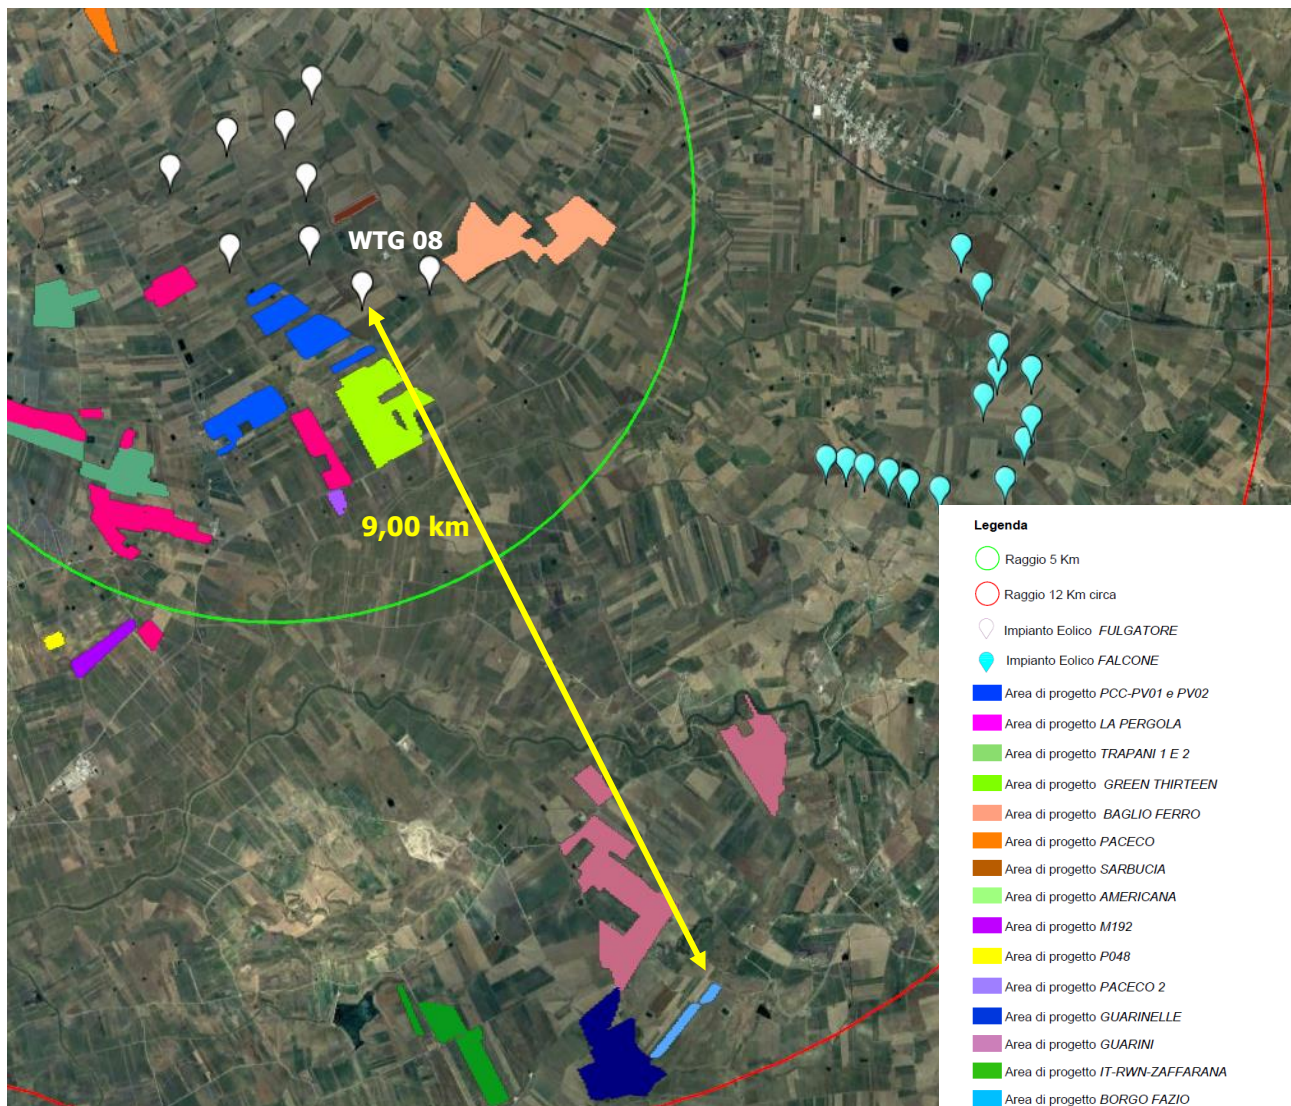 WTG 08
9,00 km
Legenda
Raggio 5 Km
Raggio 12 Km circa
Impianto Eolico FULGATORE
Impianto Eolico FALCONE
Area di progetto PCC-PV01 e PV02
Area di progetto LA PERGOLA
Area di progetto TRAPANI 1 E 2
Area di progetto GREEN THIRTEEN
Area di progetto BAGLIO FERRO
Area di progetto PACECO
Area di progetto SARBUCIA
Area di progetto AMERICANA
Area di progetto M192
Area di progetto P048
Area di progetto PACECO 2
Area di progetto GUARINELLE
Area di progetto GUARINI
Area di progetto IT-RWN-ZAFFARANA
Area di progetto BORGO FAZIO